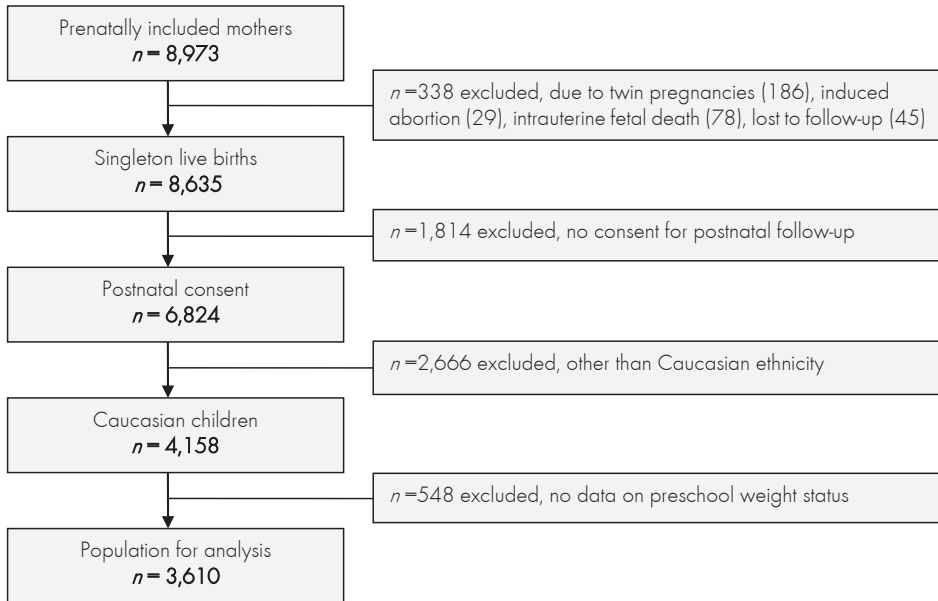 Prenatally included mothers
n = 8,973
n =338 excluded, due to twin pregnancies (186), induced
abortion (29), intrauterine fetal death (78), lost to follow-up (45)
Singleton live births
n = 8,635
n =1,814 excluded, no consent for postnatal follow-up
Postnatal consent
n = 6,824
n =2,666 excluded, other than Caucasian ethnicity
Caucasian children
n = 4,158
n =548 excluded, no data on preschool weight status
Population for analysis
n = 3,610